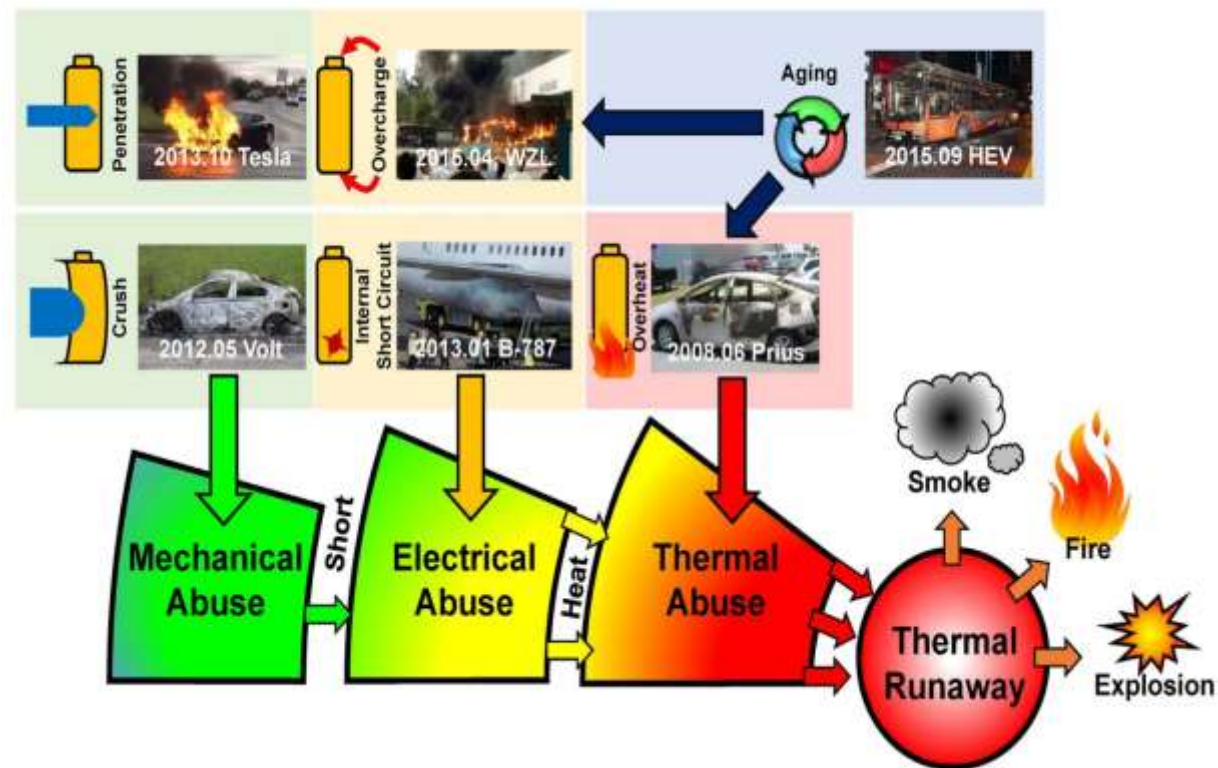 Penetration
2013.10 Tesla
Overcharge
2015.04. WZL
Aging
2015.09 HEV
Crush
2012.05 Volt
Internal
Short Circuit
2013.01 B-787
Overheat
2008.06 Prius
Mechanical
Abuse
Short
Electrical
Abuse
Heat
Thermal
Abuse
Thermal
Runaway
Smoke
Fire
Explosion